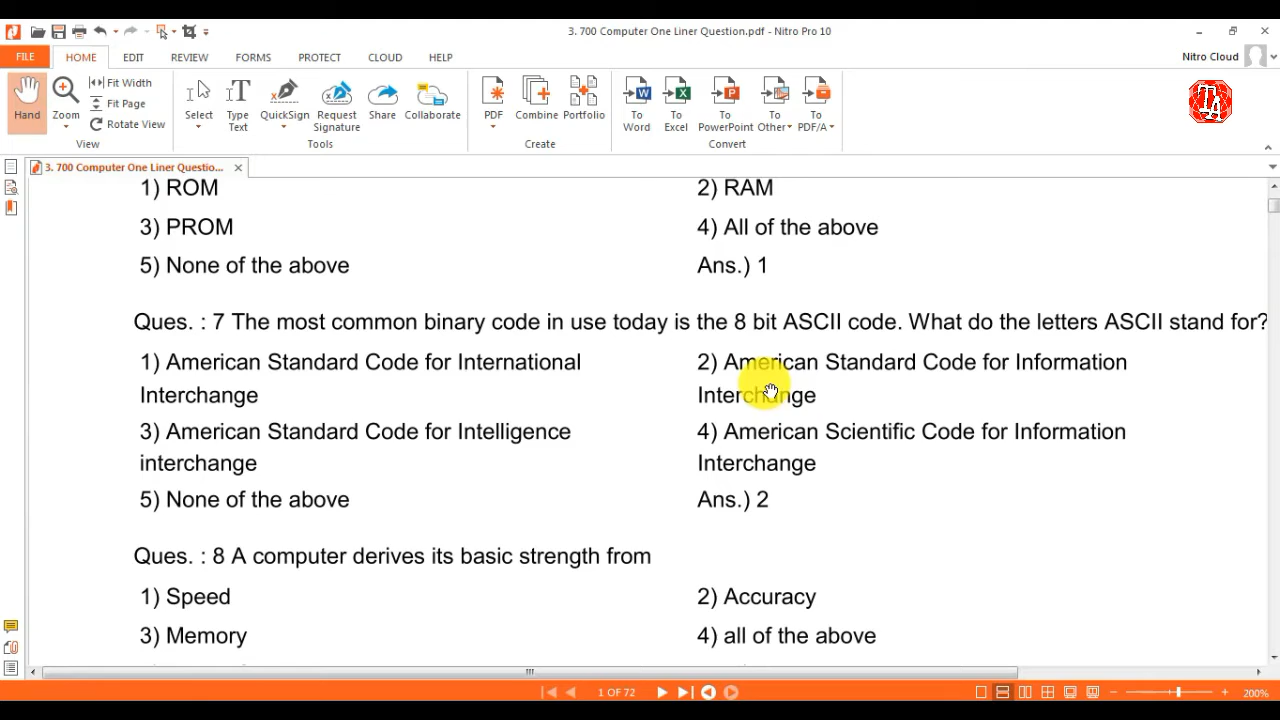 3. 700 Computer One Liner Question.pdf - Nitro Pro 10
FILE HOME EDIT REVIEW FORMS PROTECT CLOUD HELP
Nitro Cloud
Hand
Zoom
Fit Width
Fit Page
Rotate View
View
Select
Type Text
QuickSign
Request Signature
Share
Collaborate
Tools
PDF
Combine
Portfolio
Create
To Word
To Excel
To PowerPoint
To Other
To PDF/A
Convert
3. 700 Computer One Liner Questio...
1) ROM 2) RAM
3) PROM 4) All of the above
5) None of the above Ans.) 1
Ques. : 7 The most common binary code in use today is the 8 bit ASCII code. What do the letters ASCII stand for?
1) American Standard Code for International
Interchange
2) American Standard Code for Information
Interchange
3) American Standard Code for Intelligence
interchange
4) American Scientific Code for Information
Interchange
5) None of the above Ans.) 2
Ques. : 8 A computer derives its basic strength from
1) Speed 2) Accuracy
3) Memory 4) all of the above
1 OF 72
200%